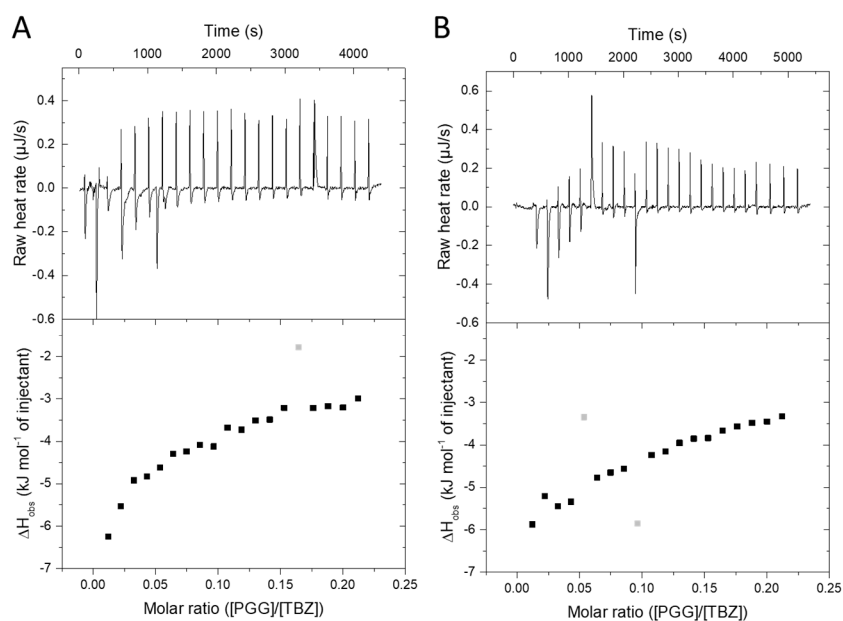 A
Time (s)
0 1000 2000 3000 4000
0.4
0.2
0.0
-0.2
-0.4
-0.6
Raw heat rate (µJ/s)
-2
-3
-4
-5
-6
-7
ΔHobs (kJ mol-1 of injectant)
0.00 0.05 0.10 0.15 0.20 0.25
Molar ratio ([PGG]/[TBZ])
B
Time (s)
0 1000 2000 3000 4000 5000
0.6
0.4
0.2
0.0
-0.2
-0.4
-0.6
Raw heat rate (µJ/s)
-2
-3
-4
-5
-6
-7
ΔHobs (kJ mol-1 of injectant)
0.00 0.05 0.10 0.15 0.20 0.25
Molar ratio ([PGG]/[TBZ])